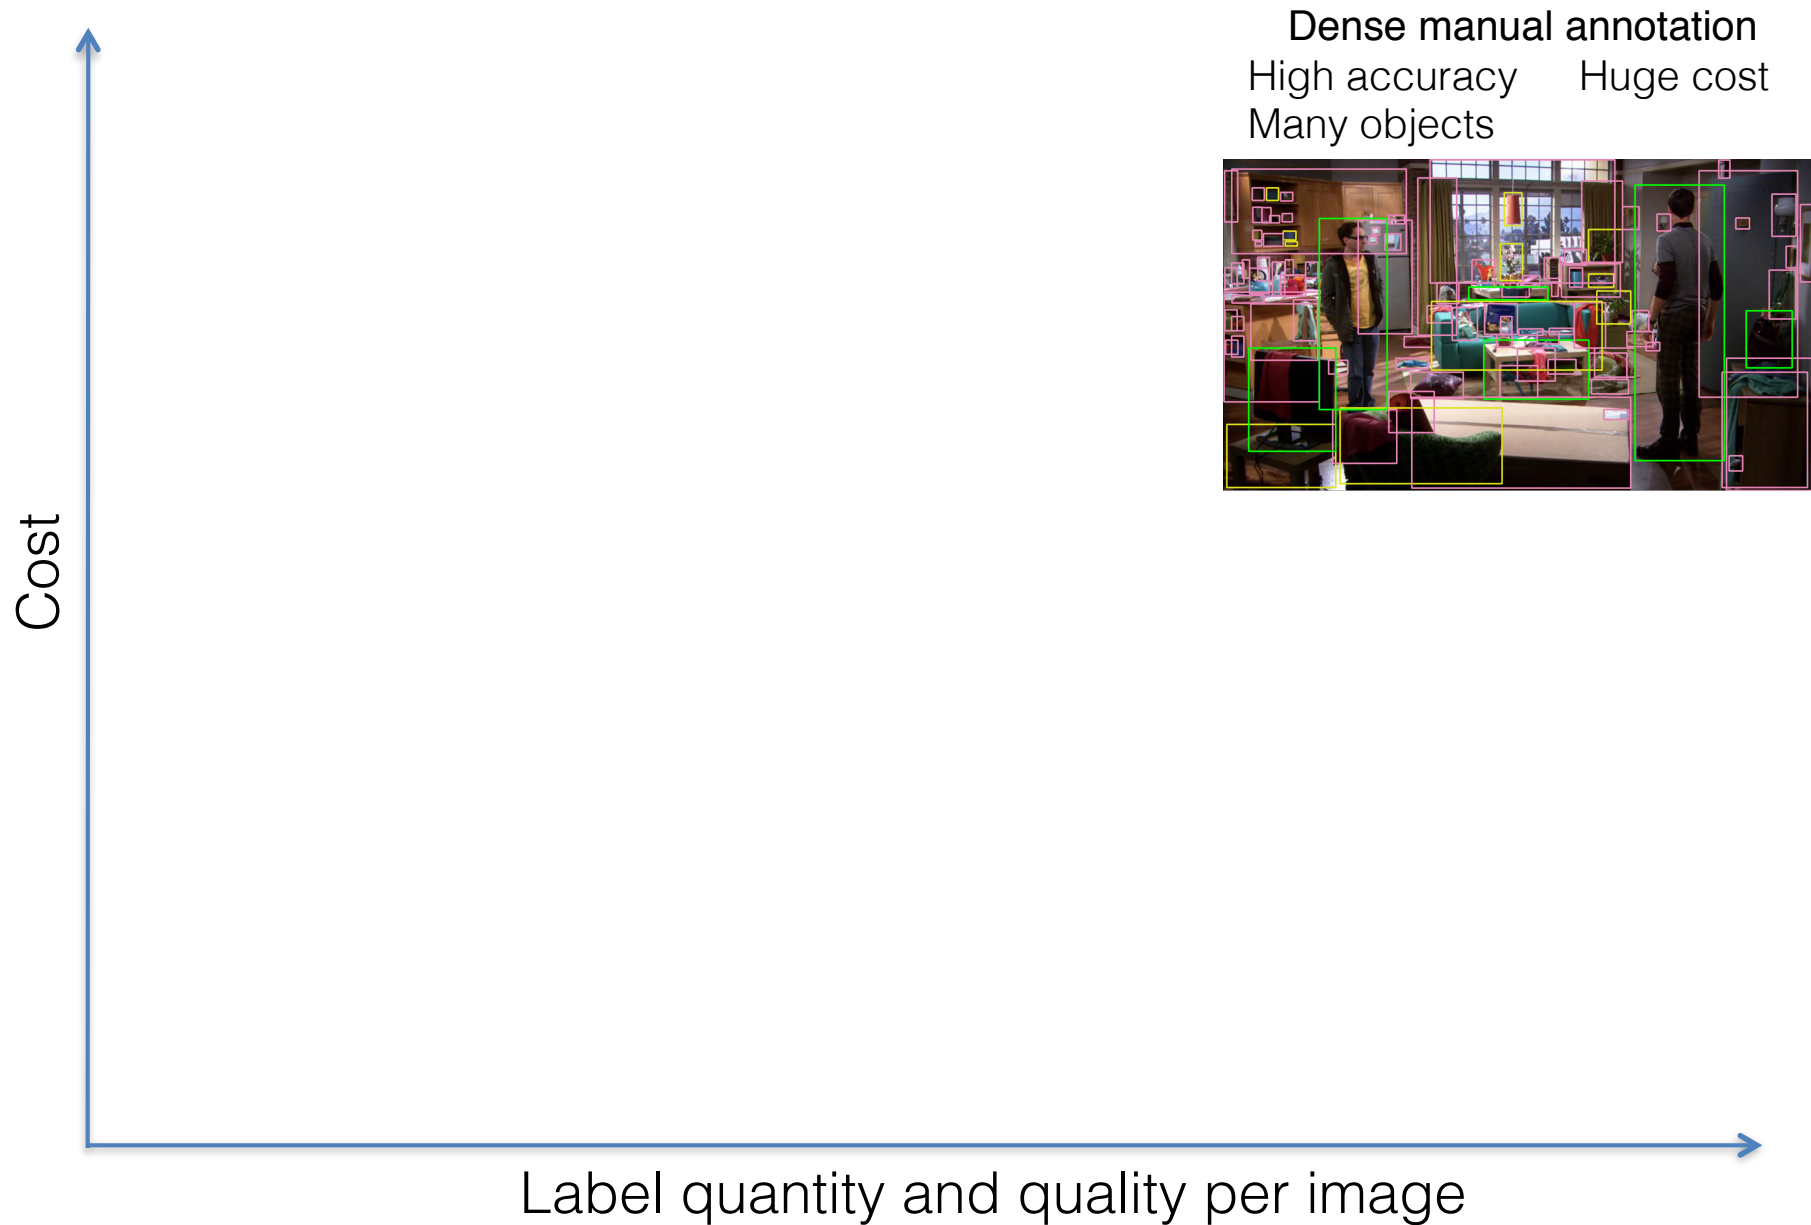 Dense manual annotation
High accuracy Huge cost
Many objects
Cost
Label quantity and quality per image